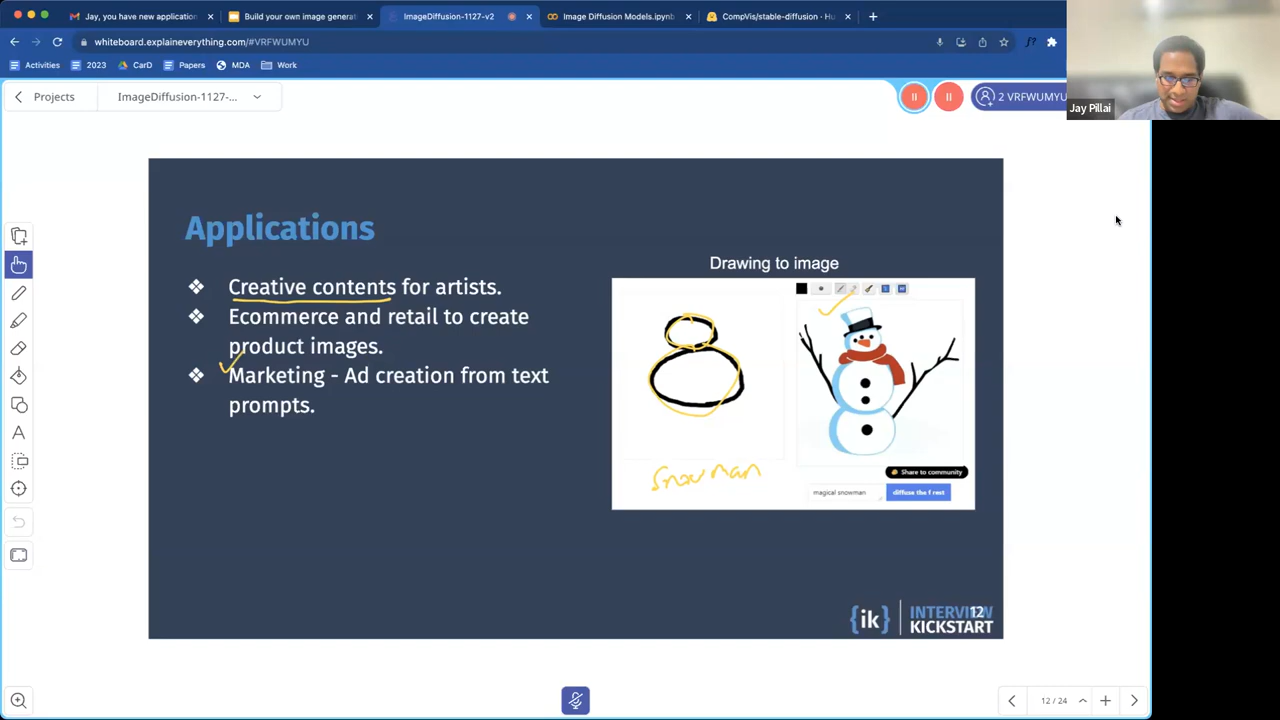 Jay, you have new application
Build your own image generat
ImageDiffusion-1127-v2
Image Diffusion Models.ipynb
CompVis/stable-diffusion · Hu
whiteboard.explaineverything.com/#VRFWUMYU
Activities
2023
CarD
Papers
MDA
Work
Projects
ImageDiffusion-1127-...
2 VRFWUMYU
Jay Pillai
Applications
❖ Creative contents for artists.
❖ Ecommerce and retail to create
product images.
❖ Marketing - Ad creation from text
prompts.
Drawing to image
snowman
Share to community
magical snowman
diffuse the f rest
{ik} INTERVIEW
KICKSTART
12
12 / 24